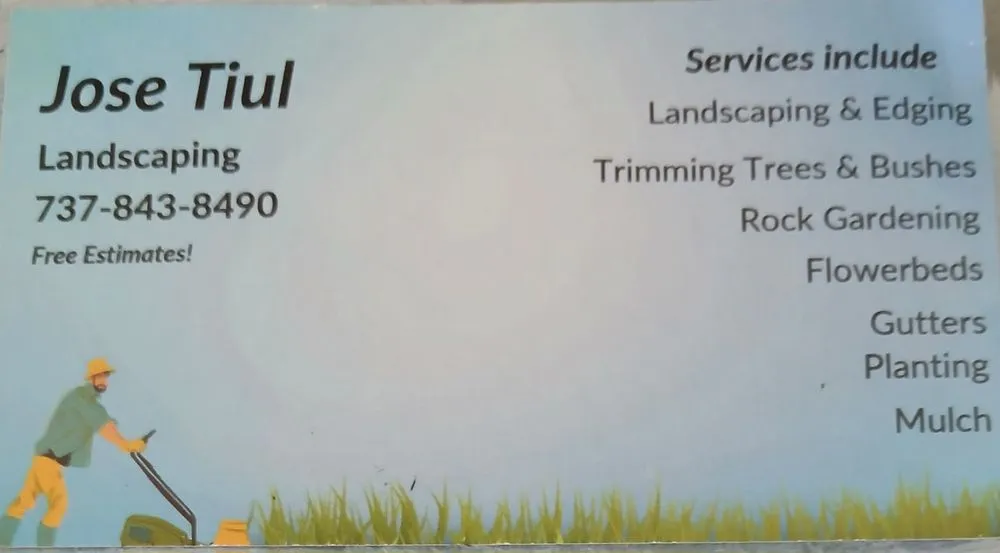 Jose Tiul
Landscaping
737-843-8490
Free Estimates!
Services include
Landscaping & Edging
Trimming Trees & Bushes
Rock Gardening
Flowerbeds
Gutters
Planting
Mulch